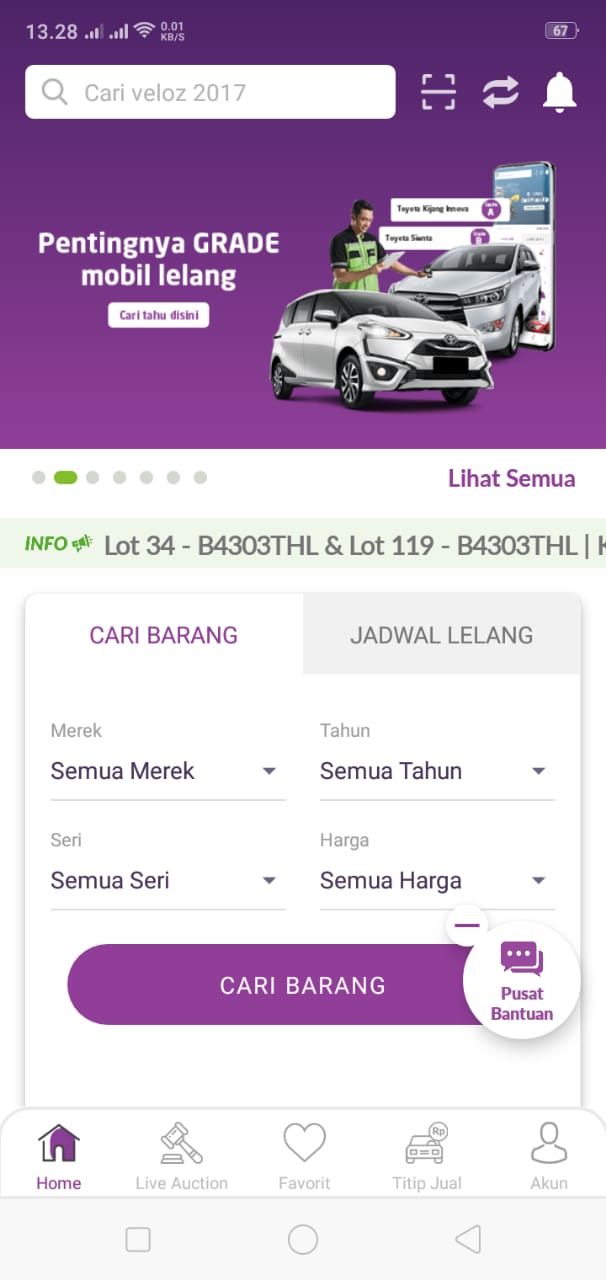 13.28
0.01
KB/S
67
Cari veloz 2017
Toyota Kijang Innova
Grade
A
Toyota Sienta
Grade
B
Pentingnya GRADE
mobil lelang
Cari tahu disini
Lihat Semua
INFO Lot 34 - B4303THL & Lot 119 - B4303THL |
CARI BARANG JADWAL LELANG
Merek Tahun
Semua Merek Semua Tahun
Seri Harga
Semua Seri Semua Harga
CARI BARANG
Pusat
Bantuan
Rp
Home Live Auction Favorit Titip Jual Akun